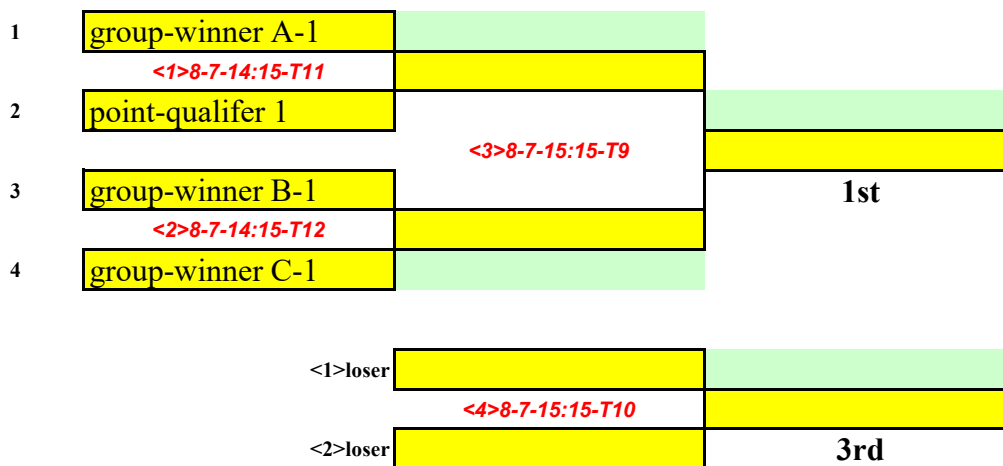 1 group-winner A-1
<1>8-7-14:15-T11
2 point-qualifer 1
<3>8-7-15:15-T9
3 group-winner B-1 1st
<2>8-7-14:15-T12
4 group-winner C-1
<1>loser
<4>8-7-15:15-T10
<2>loser 3rd